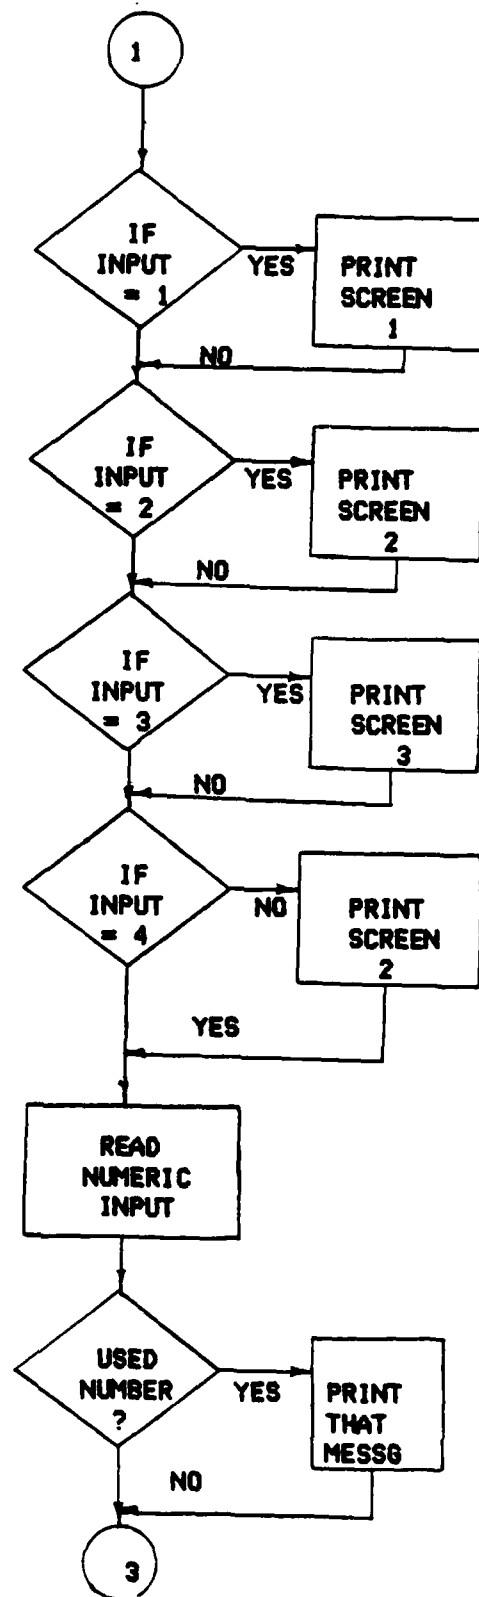 1
IF
INPUT
= 1
YES
PRINT
SCREEN
1
NO
IF
INPUT
= 2
YES
PRINT
SCREEN
2
NO
IF
INPUT
= 3
YES
PRINT
SCREEN
3
NO
IF
INPUT
= 4
NO
PRINT
SCREEN
2
YES
READ
NUMERIC
INPUT
USED
NUMBER
?
YES
PRINT
THAT
MESSG
NO
3